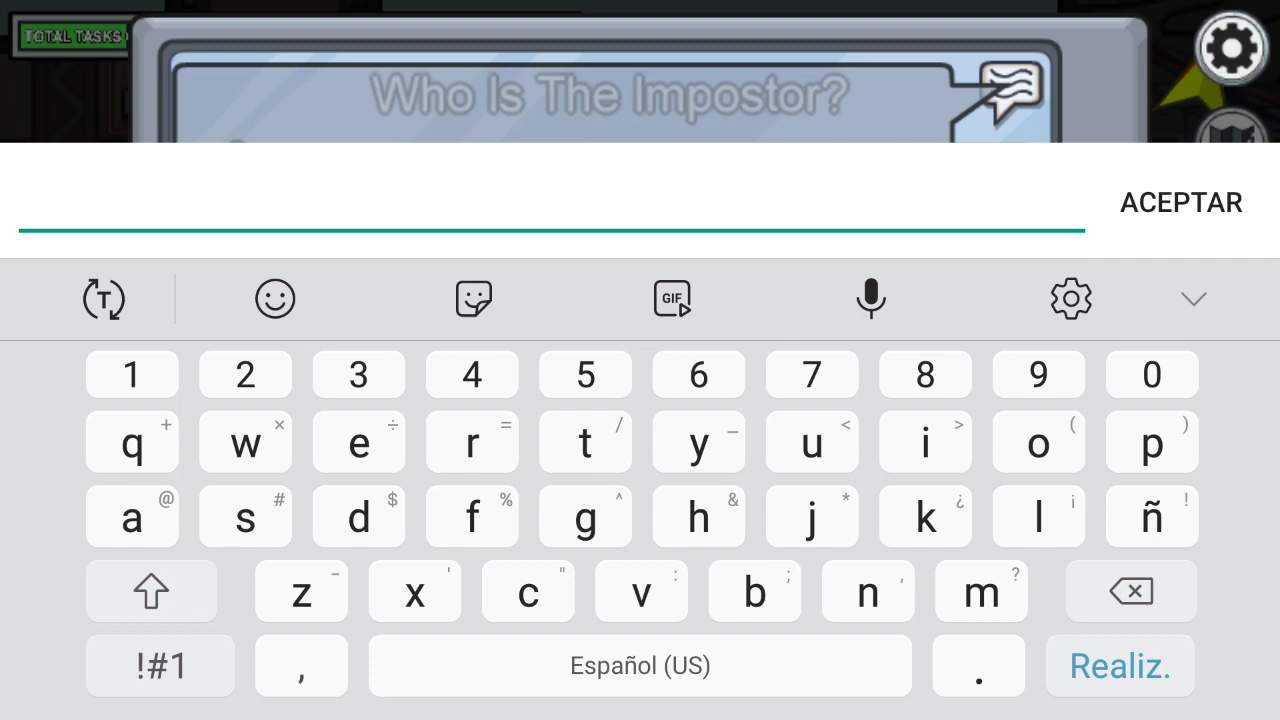 TOTAL TASKS
Who Is The Impostor?
ACEPTAR
T GIF
1 2 3 4 5 6 7 8 9 0
q + w × e ÷ r = t / y _ u < i > o ( p )
a @ s # d $ f % g ^ h & j * k ¿ l ¡ ñ !
z - x ' c " v : b ; n , m ?
!#1 , Español (US) . Realiz.